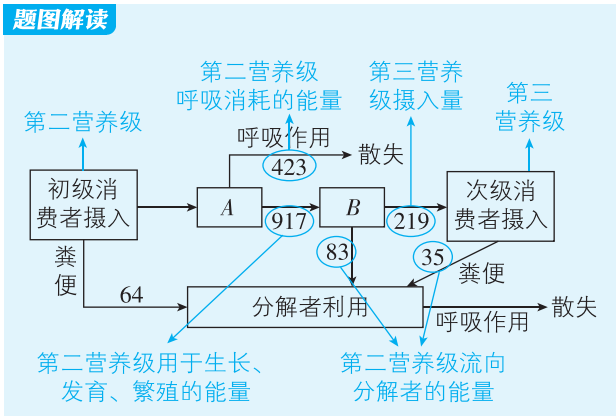 题图解读
第二营养级
呼吸消耗的能量
第三营养
级摄入量
第三
营养级
第二营养级
呼吸作用
散失
423
初级消
费者摄入
A
917
B
219
次级消
费者摄入
83
35
粪便
粪便
64
分解者利用
呼吸作用
散失
第二营养级用于生长、
发育、繁殖的能量
第二营养级流向
分解者的能量